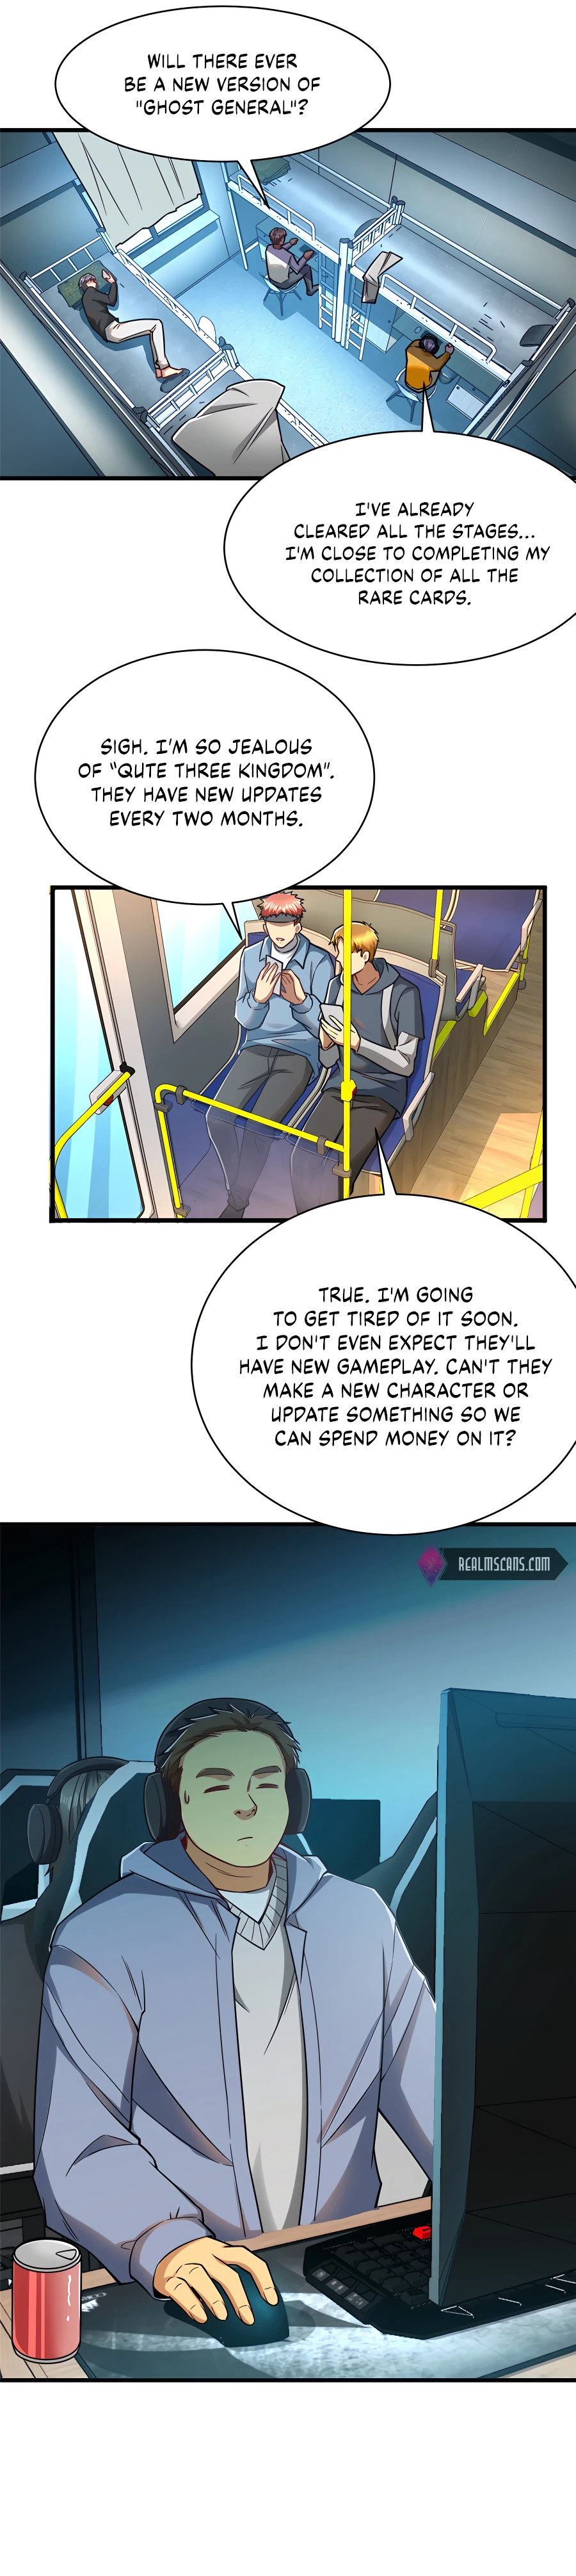 WILL THERE EVER
BE A NEW VERSION OF
"GHOST GENERAL"?
I'VE ALREADY
CLEARED ALL THE STAGES...
I'M CLOSE TO COMPLETING MY
COLLECTION OF ALL THE
RARE CARDS.
SIGH. I'M SO JEALOUS
OF "QUTE THREE KINGDOM".
THEY HAVE NEW UPDATES
EVERY TWO MONTHS.
TRUE. I'M GOING
TO GET TIRED OF IT SOON.
I DON'T EVEN EXPECT THEY'LL
HAVE NEW GAMEPLAY. CAN'T THEY
MAKE A NEW CHARACTER OR
UPDATE SOMETHING SO WE
CAN SPEND MONEY ON IT?
REALMSCANS.COM